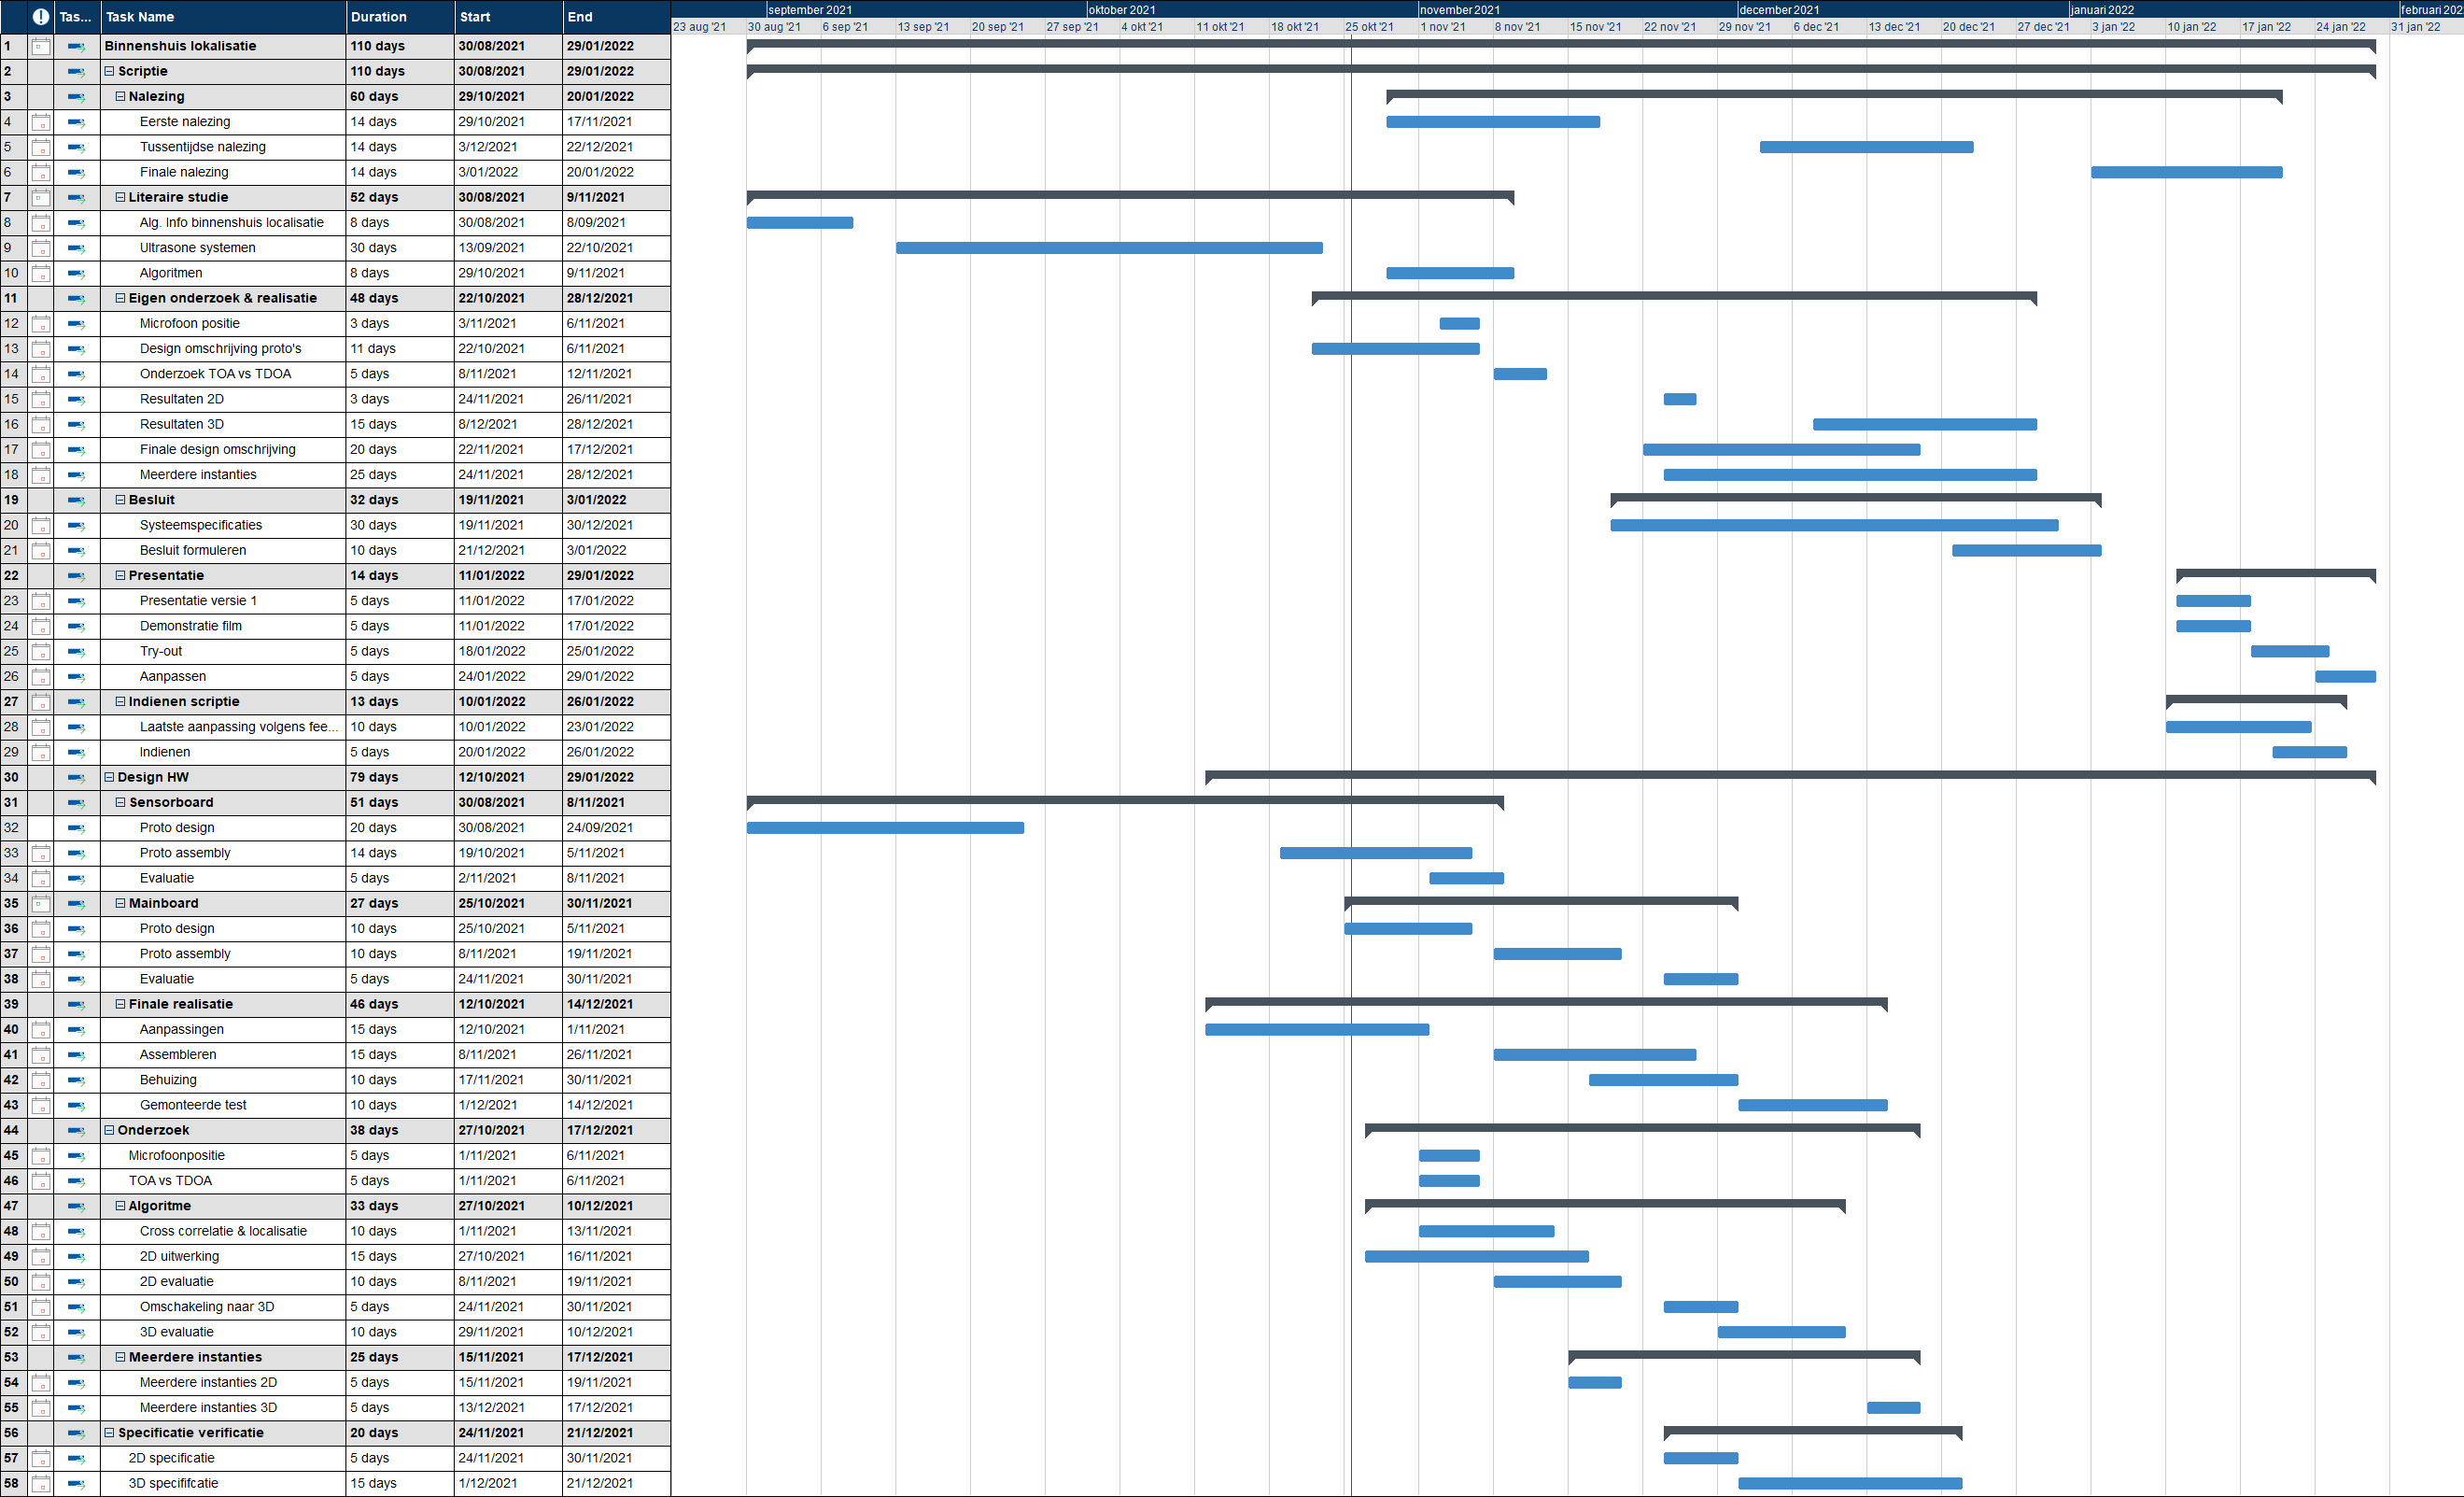 Tas... Task Name Duration Start End
september 2021 oktober 2021 november 2021 december 2021 januari 2022 februari 202
23 aug '21 30 aug '21 6 sep '21 13 sep '21 20 sep '21 27 sep '21 4 okt '21 11 okt '21 18 okt '21 25 okt '21 1 nov '21 8 nov '21 15 nov '21 22 nov '21 29 nov '21 6 dec '21 13 dec '21 20 dec '21 27 dec '21 3 jan '22 10 jan '22 17 jan '22 24 jan '22 31 jan '22
1 Binnenshuis lokalisatie 110 days 30/08/2021 29/01/2022
2 Scriptie 110 days 30/08/2021 29/01/2022
3 Nalezing 60 days 29/10/2021 20/01/2022
4 Eerste nalezing 14 days 29/10/2021 17/11/2021
5 Tussentijdse nalezing 14 days 3/12/2021 22/12/2021
6 Finale nalezing 14 days 3/01/2022 20/01/2022
7 Literaire studie 52 days 30/08/2021 9/11/2021
8 Alg. Info binnenshuis localisatie 8 days 30/08/2021 8/09/2021
9 Ultrasone systemen 30 days 13/09/2021 22/10/2021
10 Algoritmen 8 days 29/10/2021 9/11/2021
11 Eigen onderzoek & realisatie 48 days 22/10/2021 28/12/2021
12 Microfoon positie 3 days 3/11/2021 6/11/2021
13 Design omschrijving proto's 11 days 22/10/2021 6/11/2021
14 Onderzoek TOA vs TDOA 5 days 8/11/2021 12/11/2021
15 Resultaten 2D 3 days 24/11/2021 26/11/2021
16 Resultaten 3D 15 days 8/12/2021 28/12/2021
17 Finale design omschrijving 20 days 22/11/2021 17/12/2021
18 Meerdere instanties 25 days 24/11/2021 28/12/2021
19 Besluit 32 days 19/11/2021 3/01/2022
20 Systeemspecificaties 30 days 19/11/2021 30/12/2021
21 Besluit formuleren 10 days 21/12/2021 3/01/2022
22 Presentatie 14 days 11/01/2022 29/01/2022
23 Presentatie versie 1 5 days 11/01/2022 17/01/2022
24 Demonstratie film 5 days 11/01/2022 17/01/2022
25 Try-out 5 days 18/01/2022 25/01/2022
26 Aanpassen 5 days 24/01/2022 29/01/2022
27 Indienen scriptie 13 days 10/01/2022 26/01/2022
28 Laatste aanpassing volgens fee... 10 days 10/01/2022 23/01/2022
29 Indienen 5 days 20/01/2022 26/01/2022
30 Design HW 79 days 12/10/2021 29/01/2022
31 Sensorboard 51 days 30/08/2021 8/11/2021
32 Proto design 20 days 30/08/2021 24/09/2021
33 Proto assembly 14 days 19/10/2021 5/11/2021
34 Evaluatie 5 days 2/11/2021 8/11/2021
35 Mainboard 27 days 25/10/2021 30/11/2021
36 Proto design 10 days 25/10/2021 5/11/2021
37 Proto assembly 10 days 8/11/2021 19/11/2021
38 Evaluatie 5 days 24/11/2021 30/11/2021
39 Finale realisatie 46 days 12/10/2021 14/12/2021
40 Aanpassingen 15 days 12/10/2021 1/11/2021
41 Assembleren 15 days 8/11/2021 26/11/2021
42 Behuizing 10 days 17/11/2021 30/11/2021
43 Gemonteerde test 10 days 1/12/2021 14/12/2021
44 Onderzoek 38 days 27/10/2021 17/12/2021
45 Microfoonpositie 5 days 1/11/2021 6/11/2021
46 TOA vs TDOA 5 days 1/11/2021 6/11/2021
47 Algoritme 33 days 27/10/2021 10/12/2021
48 Cross correlatie & localisatie 10 days 1/11/2021 13/11/2021
49 2D uitwerking 15 days 27/10/2021 16/11/2021
50 2D evaluatie 10 days 8/11/2021 19/11/2021
51 Omschakeling naar 3D 5 days 24/11/2021 30/11/2021
52 3D evaluatie 10 days 29/11/2021 10/12/2021
53 Meerdere instanties 25 days 15/11/2021 17/12/2021
54 Meerdere instanties 2D 5 days 15/11/2021 19/11/2021
55 Meerdere instanties 3D 5 days 13/12/2021 17/12/2021
56 Specificatie verificatie 20 days 24/11/2021 21/12/2021
57 2D specificatie 5 days 24/11/2021 30/11/2021
58 3D specififcatie 15 days 1/12/2021 21/12/2021